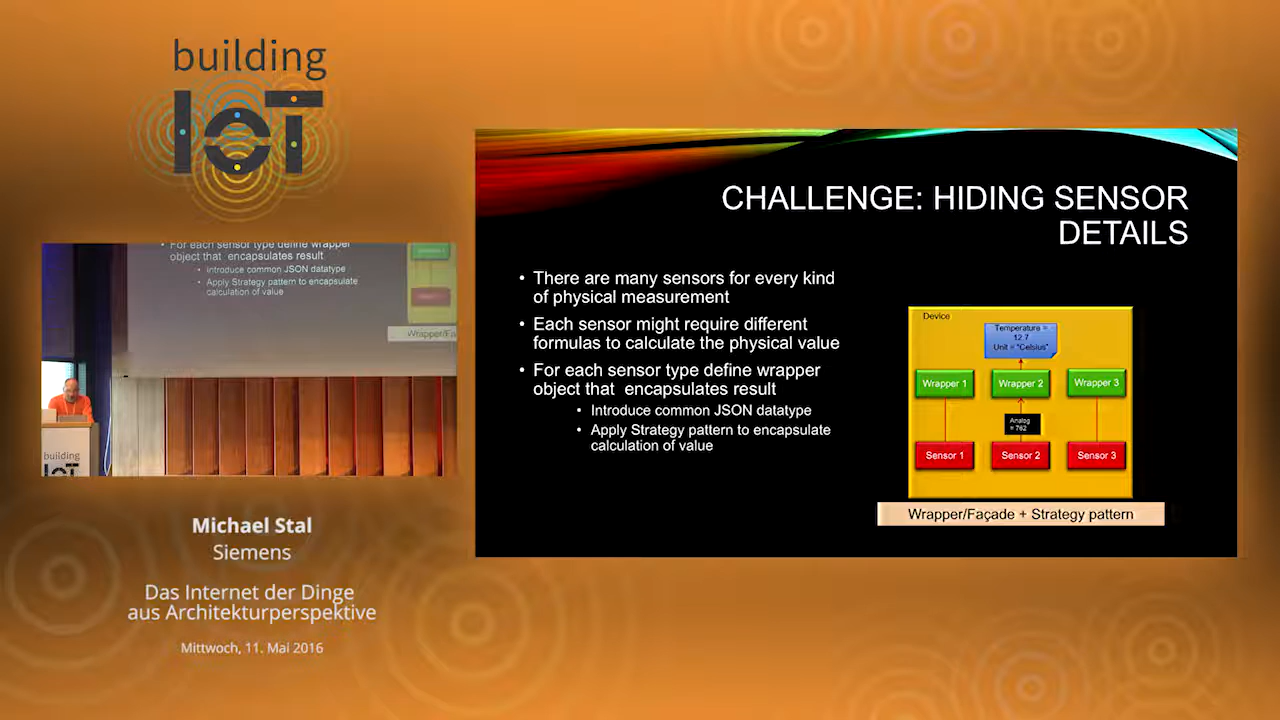 building
IoT
For each sensor type define wrapper
object that encapsulates result
• Introduce common JSON datatype
• Apply Strategy pattern to encapsulate
calculation of value
Wrapper/Fa
building
IoT
Michael Stal
Siemens
Das Internet der Dinge
aus Architekturperspektive
Mittwoch, 11. Mai 2016
CHALLENGE: HIDING SENSOR
DETAILS
• There are many sensors for every kind
of physical measurement
• Each sensor might require different
formulas to calculate the physical value
• For each sensor type define wrapper
object that encapsulates result
• Introduce common JSON datatype
• Apply Strategy pattern to encapsulate
calculation of value
Device
Temperature =
12.7
Unit = "Celsius"
Wrapper 1
Wrapper 2
Wrapper 3
Analog
= 762
Sensor 1
Sensor 2
Sensor 3
Wrapper/Façade + Strategy pattern